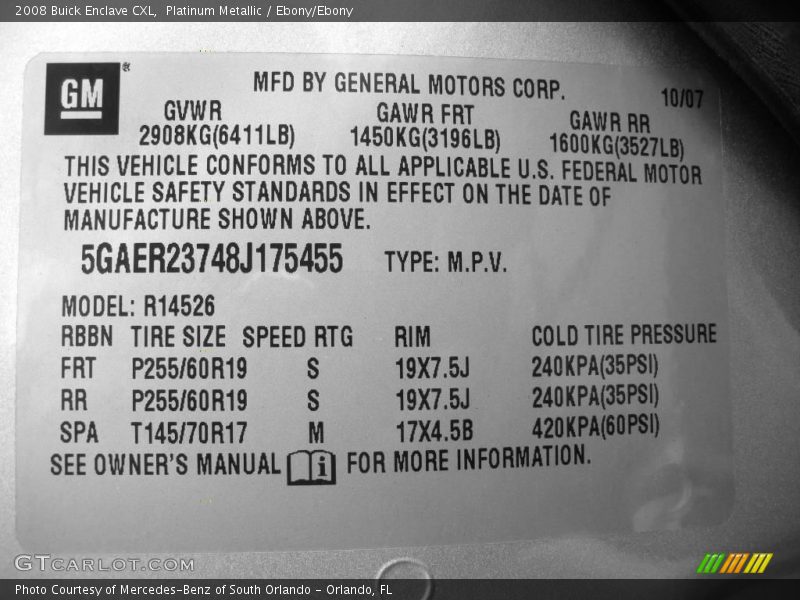 2008 Buick Enclave CXL,  Platinum Metallic / Ebony/Ebony
GM
MFD BY GENERAL MOTORS CORP. 10/07
GVWR GAWR FRT GAWR RR
2908KG(6411LB) 1450KG(3196LB) 1600KG(3527LB)
THIS VEHICLE CONFORMS TO ALL APPLICABLE U.S. FEDERAL MOTOR
VEHICLE SAFETY STANDARDS IN EFFECT ON THE DATE OF
MANUFACTURE SHOWN ABOVE.
5GAER23748J175455 TYPE: M.P.V.
MODEL: R14526
RBBN TIRE SIZE SPEED RTG RIM COLD TIRE PRESSURE
FRT P255/60R19 S 19X7.5J 240KPA(35PSI)
RR P255/60R19 S 19X7.5J 240KPA(35PSI)
SPA T145/70R17 M 17X4.5B 420KPA(60PSI)
SEE OWNER'S MANUAL i FOR MORE INFORMATION.
GTCARLOT.COM
Photo Courtesy of Mercedes-Benz of South Orlando - Orlando, FL